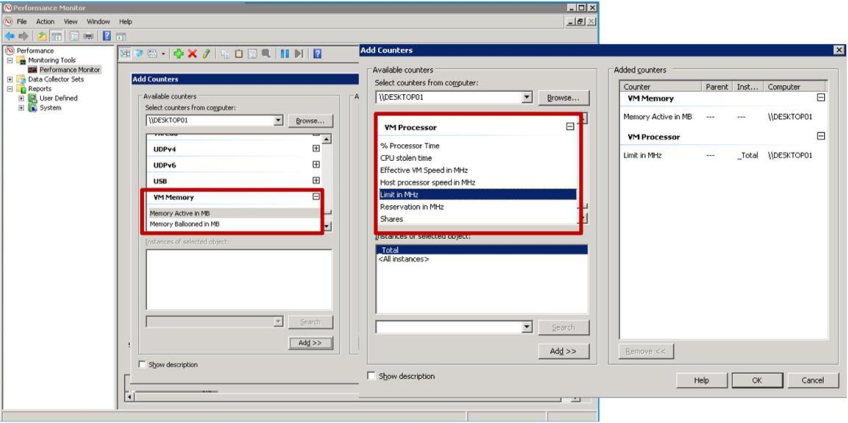 Performance Monitor
File Action View Window Help
Performance
Monitoring Tools
Performance Monitor
Data Collector Sets
Reports
User Defined
System
Add Counters
Available counters
Select counters from computer:
\\DESKTOP01
Browse...
UDPv4
UDPv6
USB
VM Memory
Memory Active in MB
Memory Ballooned in MB
Instances of selected object:
Search
Add >>
Show description
Add Counters
Available counters
Select counters from computer:
\\DESKTOP01
Browse...
VM Processor
% Processor Time
CPU stolen time
Effective VM Speed in MHz
Host processor speed in MHz
Limit in MHz
Reservation in MHz
Shares
Instances of selected object:
_Total
<All instances>
Search
Add >>
Show description
Added counters
Counter Parent Inst... Computer
VM Memory
Memory Active in MB --- --- \\DESKTOP01
VM Processor
Limit in MHz --- _Total \\DESKTOP01
Remove <<
Help OK Cancel